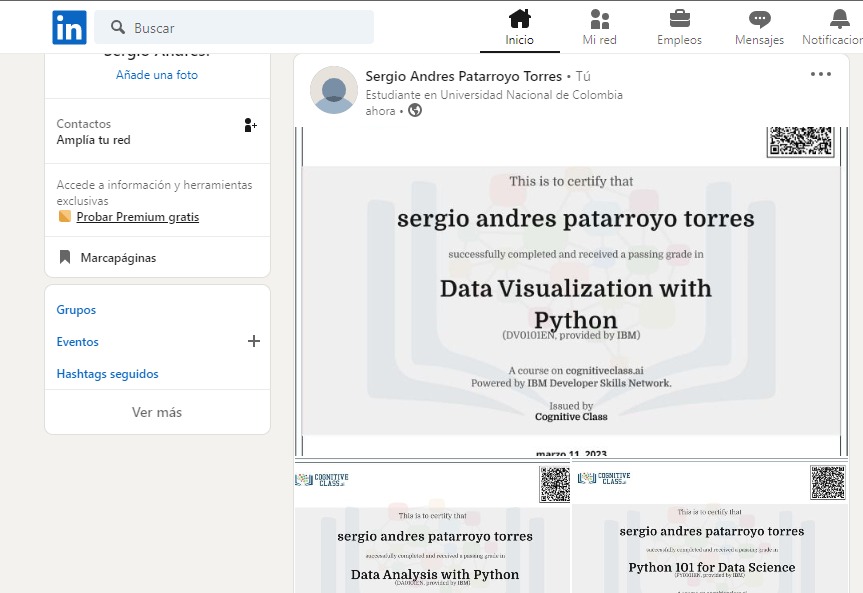 in
Buscar
Inicio
Mi red
Empleos
Mensajes
Notificacion
Añade una foto
Contactos
Amplía tu red
Accede a información y herramientas
exclusivas
Probar Premium gratis
Marcapáginas
Grupos
Eventos
Hashtags seguidos
Ver más
Sergio Andres Patarroyo Torres • Tú
Estudiante en Universidad Nacional de Colombia
ahora •
This is to certify that
sergio andres patarroyo torres
successfully completed and received a passing grade in
Data Visualization with
Python
(DV0101EN, provided by IBM)
A course on cognitiveclass.ai
Powered by IBM Developer Skills Network.
Issued by
Cognitive Class
marzo 11, 2023
COGNITIVE
CLASS.ai
This is to certify that
sergio andres patarroyo torres
successfully completed and received a passing grade in
Data Analysis with Python
(DA0101EN, provided by IBM)
COGNITIVE
CLASS.ai
This is to certify that
sergio andres patarroyo torres
successfully completed and received a passing grade in
Python 101 for Data Science
(PY0101EN, provided by IBM)